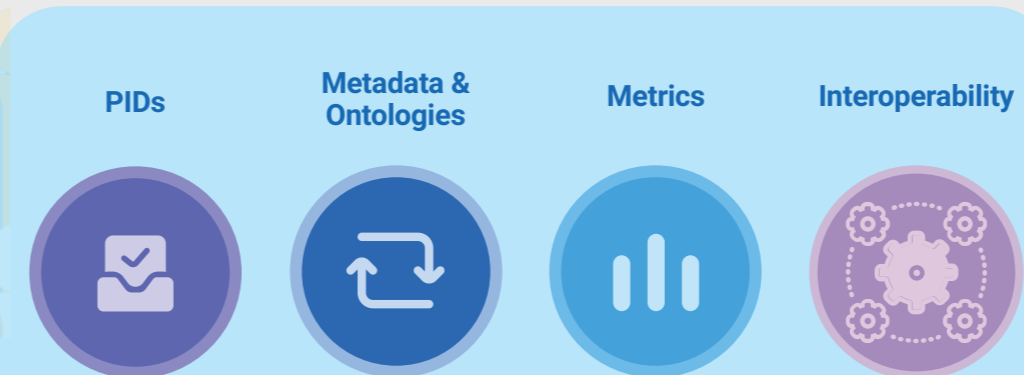 PIDs
Metadata &
Ontologies
Metrics
Interoperability